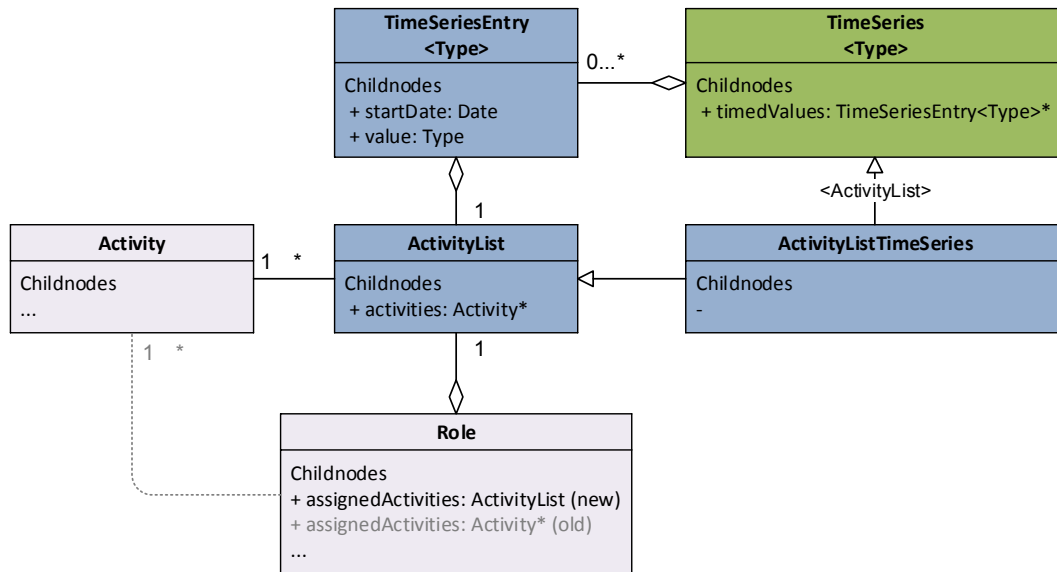 TimeSeriesEntry
<Type>
Childnodes
+ startDate: Date
+ value: Type
0...*
TimeSeries
<Type>
Childnodes
+ timedValues: TimeSeriesEntry<Type>*
<ActivityList>
1
Activity
Childnodes
...
1 *
ActivityList
Childnodes
+ activities: Activity*
ActivityListTimeSeries
Childnodes
-
1 *
1
Role
Childnodes
+ assignedActivities: ActivityList (new)
+ assignedActivities: Activity* (old)
...